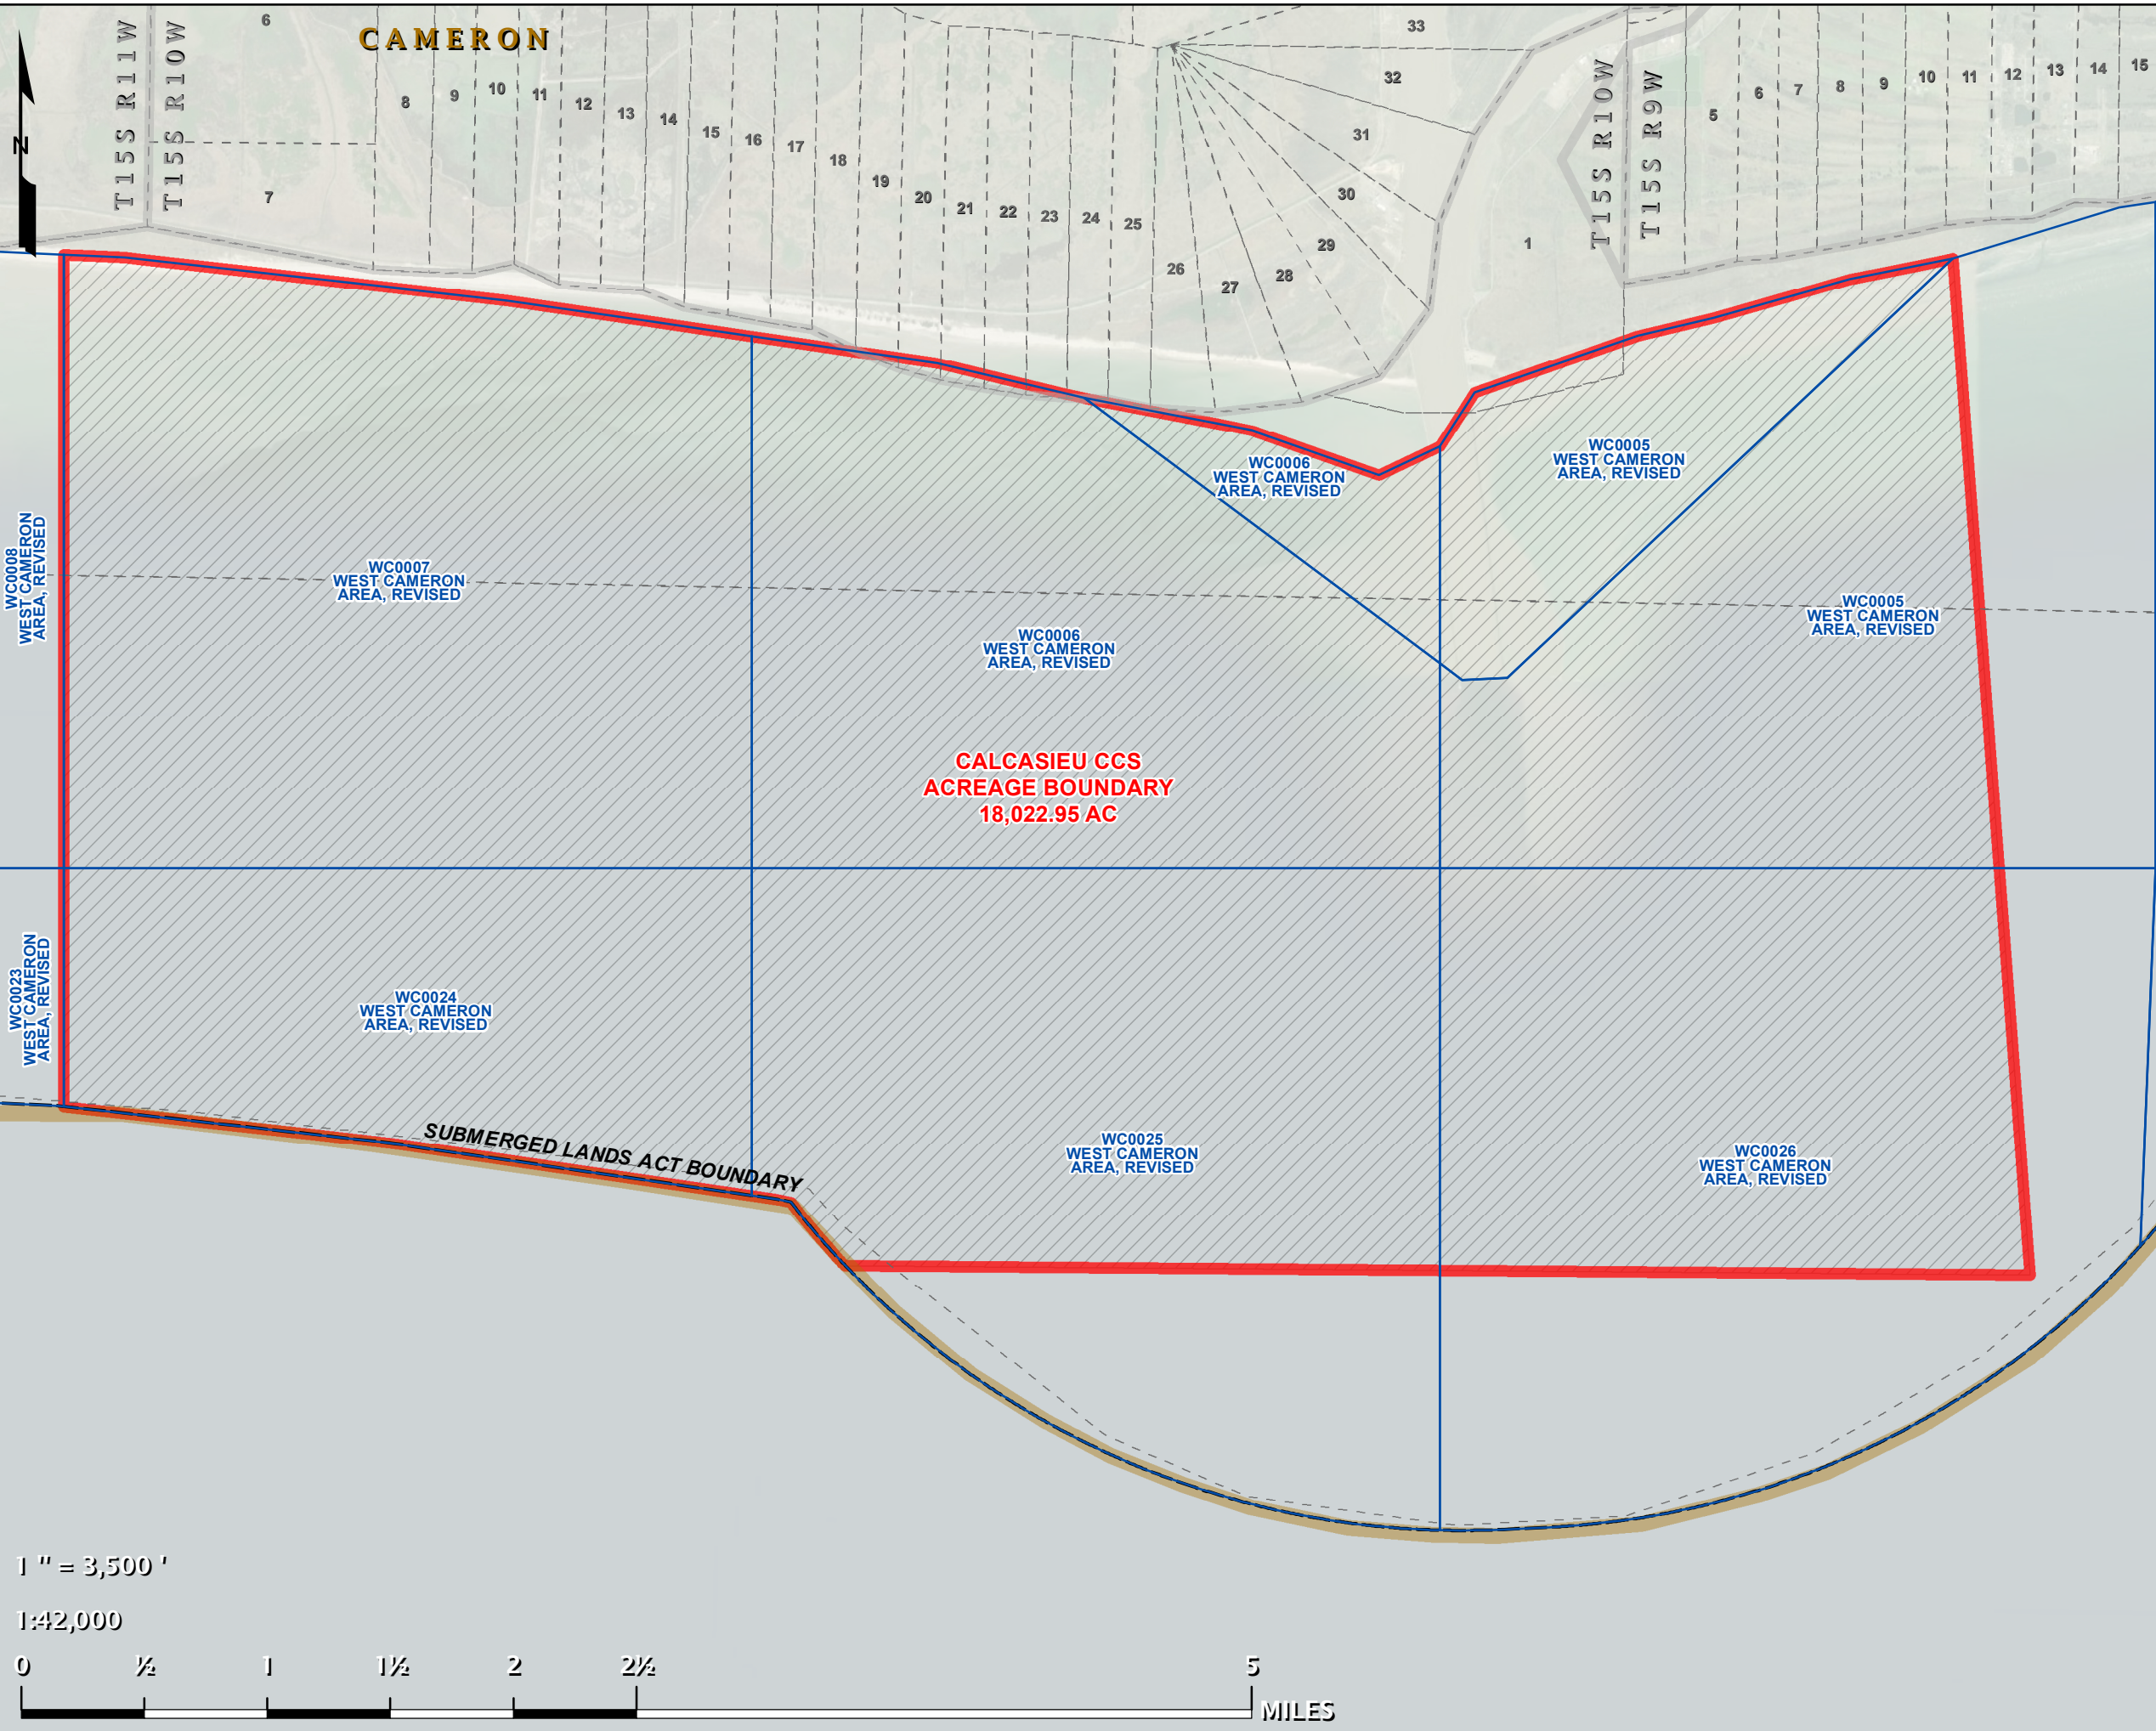 CAMERON
N
T15S R11W
T15S R10W
6
7
8
9
10
11
12
13
14
15
16
17
18
19
20
21
22
23
24
25
26
27
28
29
30
31
32
33
1
T15S R10W
T15S R9W
5
6
7
8
9
10
11
12
13
14
15
WC0006
WEST CAMERON
AREA, REVISED
WC0005
WEST CAMERON
AREA, REVISED
WC0008
WEST CAMERON
AREA, REVISED
WC0007
WEST CAMERON
AREA, REVISED
WC0006
WEST CAMERON
AREA, REVISED
WC0005
WEST CAMERON
AREA, REVISED
CALCASIEU CCS
ACREAGE BOUNDARY
18,022.95 AC
WC0023
WEST CAMERON
AREA, REVISED
WC0024
WEST CAMERON
AREA, REVISED
SUBMERGED LANDS ACT BOUNDARY
WC0025
WEST CAMERON
AREA, REVISED
WC0026
WEST CAMERON
AREA, REVISED
1 " = 3,500 '
1:42,000
0 ½ 1 1½ 2 2½ 5
MILES